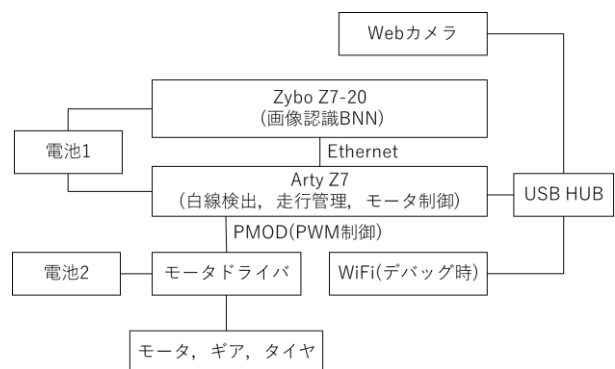 Webカメラ
Zybo Z7-20
(画像認識BNN)
電池1
Ethernet
Arty Z7
(白線検出，走行管理，モータ制御)
USB HUB
PMOD(PWM制御)
電池2
モータドライバ
WiFi(デバッグ時)
モータ，ギア，タイヤ